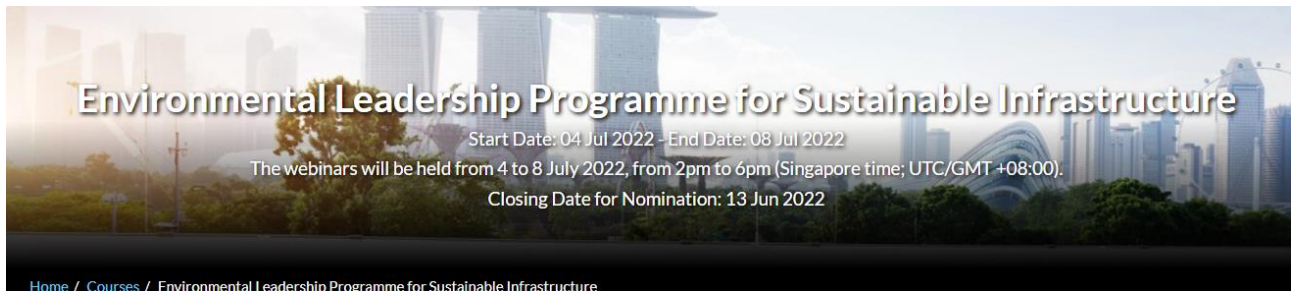 Environmental Leadership Programme for Sustainable Infrastructure
Start Date: 04 Jul 2022 - End Date: 08 Jul 2022
The webinars will be held from 4 to 8 July 2022, from 2pm to 6pm (Singapore time; UTC/GMT +08:00).
Closing Date for Nomination: 13 Jun 2022
Home / Courses / Environmental Leadership Programme for Sustainable Infrastructure